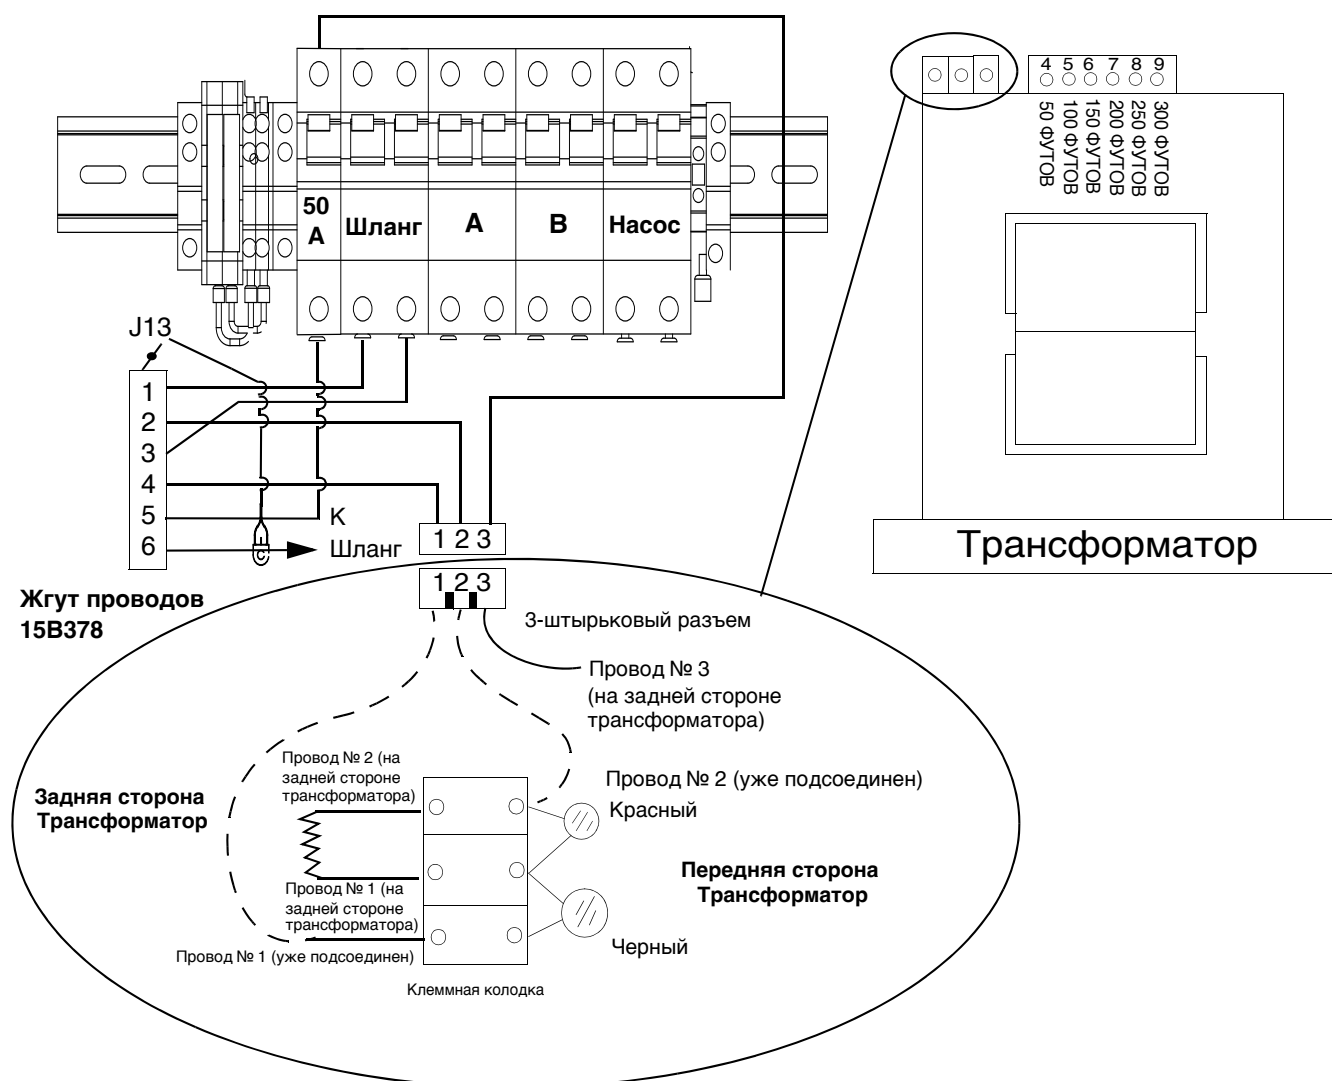 4 5 6 7 8 9
50 ФУТОВ
100 ФУТОВ
150 ФУТОВ
200 ФУТОВ
250 ФУТОВ
300 ФУТОВ
50
А
Шланг
А
В
Насос
J13
1
2
3
4
5
6
К
Шланг
1 2 3
Трансформатор
Жгут проводов
15B378
1 2 3
3-штырьковый разъем
Провод № 3
(на задней стороне
трансформатора)
Провод № 2 (на
задней стороне
трансформатора)
Провод № 2 (уже подсоединен)
Красный
Задняя сторона
Трансформатор
Передняя сторона
Трансформатор
Провод № 1 (на
задней стороне
трансформатора)
Черный
Провод № 1 (уже подсоединен)
Клеммная колодка